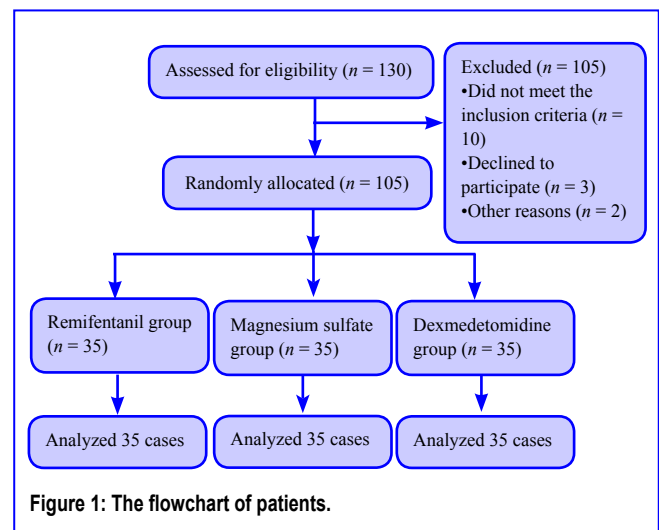 Assessed for eligibility (n = 130)
Excluded (n = 105)
•Did not meet the
inclusion criteria (n =
10)
•Declined to
participate (n = 3)
•Other reasons (n = 2)
Randomly allocated (n = 105)
Remifentanil group
(n = 35)
Magnesium sulfate
group (n = 35)
Dexmedetomidine
group (n = 35)
Analyzed 35 cases
Analyzed 35 cases
Analyzed 35 cases
Figure 1: The flowchart of patients.